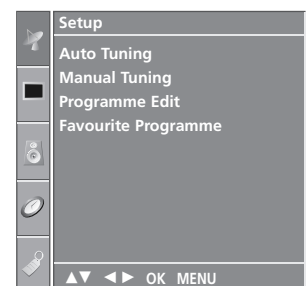 Setup
Auto Tuning
Manual Tuning
Programme Edit
Favourite Programme
▲▼ ◄► OK MENU